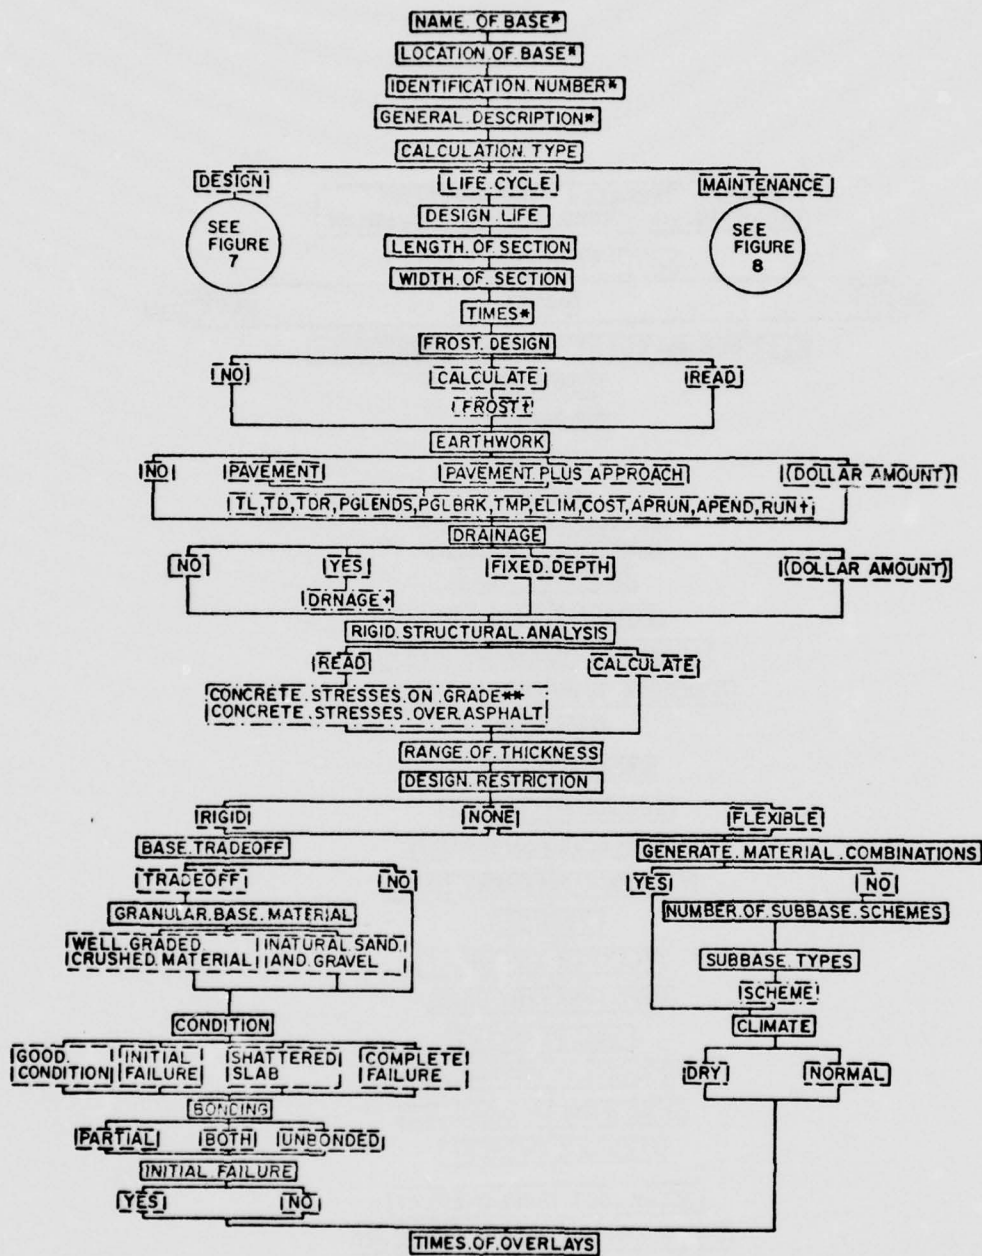 NAME.OF BASE*
LOCATION.OF.BASE*
IDENTIFICATION.NUMBER*
GENERAL.DESCRIPTION*
CALCULATION.TYPE
DESIGN
LIFE.CYCLE
MAINTENANCE
SEE
FIGURE
7
DESIGN.LIFE
LENGTH.OF.SECTION
WIDTH.OF.SECTION
SEE
FIGURE
8
TIMES*
FROST.DESIGN
NO
CALCULATE
READ
FROST†
EARTHWORK
NO
PAVEMENT
PAVEMENT.PLUS.APPROACH
(DOLLAR AMOUNT)
TL,TD,TDR,PGLENDS,PGLBRK,TMP,ELIM,COST,APRUN,APEND,RUN†
DRAINAGE
NO
YES
FIXED.DEPTH
(DOLLAR AMOUNT)
DRNAGE+
RIGID.STRUCTURAL.ANALYSIS
READ
CALCULATE
CONCRETE.STRESSES.ON.GRADE**
CONCRETE.STRESSES.OVER.ASPHALT
RANGE.OF.THICKNESS
DESIGN.RESTRICTION
RIGID
NONE
FLEXIBLE
BASE.TRADEOFF
GENERATE.MATERIAL.COMBINATIONS
TRADEOFF
NO
YES
NO
GRANULAR.BASE.MATERIAL
NUMBER.OF.SUBBASE.SCHEMES
WELL.GRADED.
CRUSHED.MATERIAL
NATURAL.SAND.
AND.GRAVEL
SUBBASE.TYPES
SCHEME
CONDITION
CLIMATE
GOOD.
CONDITION
INITIAL
FAILURE
SHATTERED
SLAB
COMPLETE
FAILURE
DRY
NORMAL
BONDING
PARTIAL
BOTH
UNBONDED
INITIAL.FAILURE
YES
NO
TIMES.OF.OVERLAYS